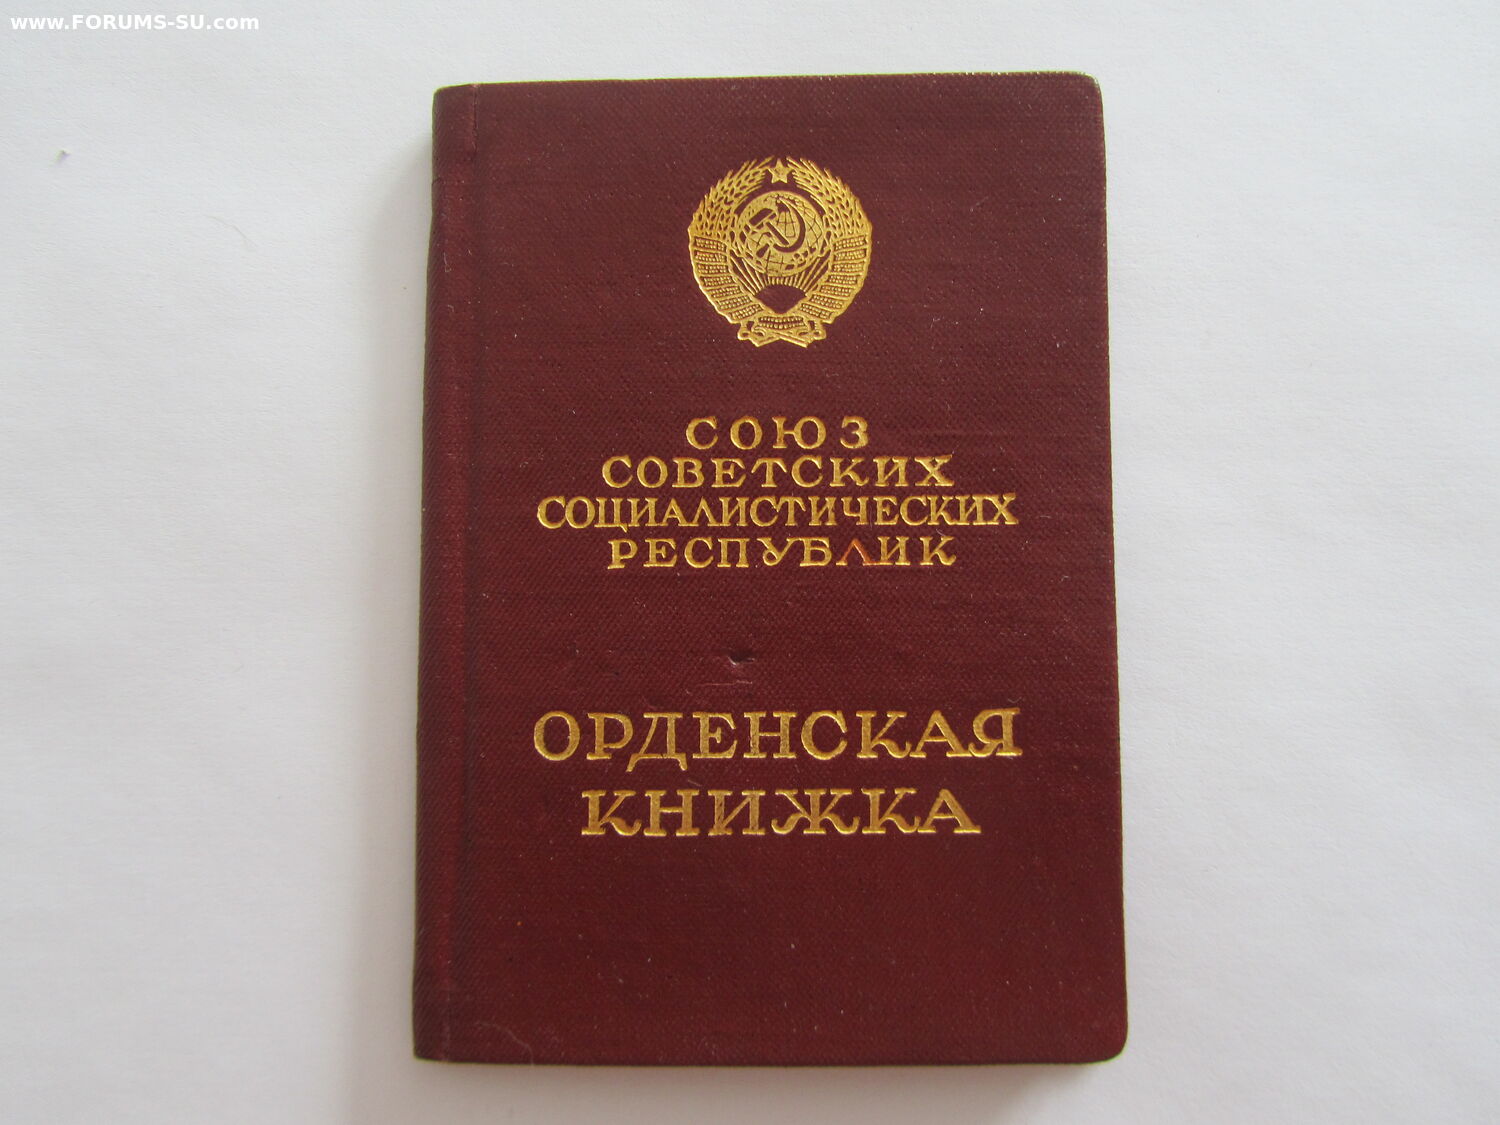 www.FORUMS-SU.com
СОЮЗ
СОВЕТСКИХ
СОЦИАЛИСТИЧЕСКИХ
РЕСПУБЛИК
ОРДЕНСКАЯ
КНИЖКА